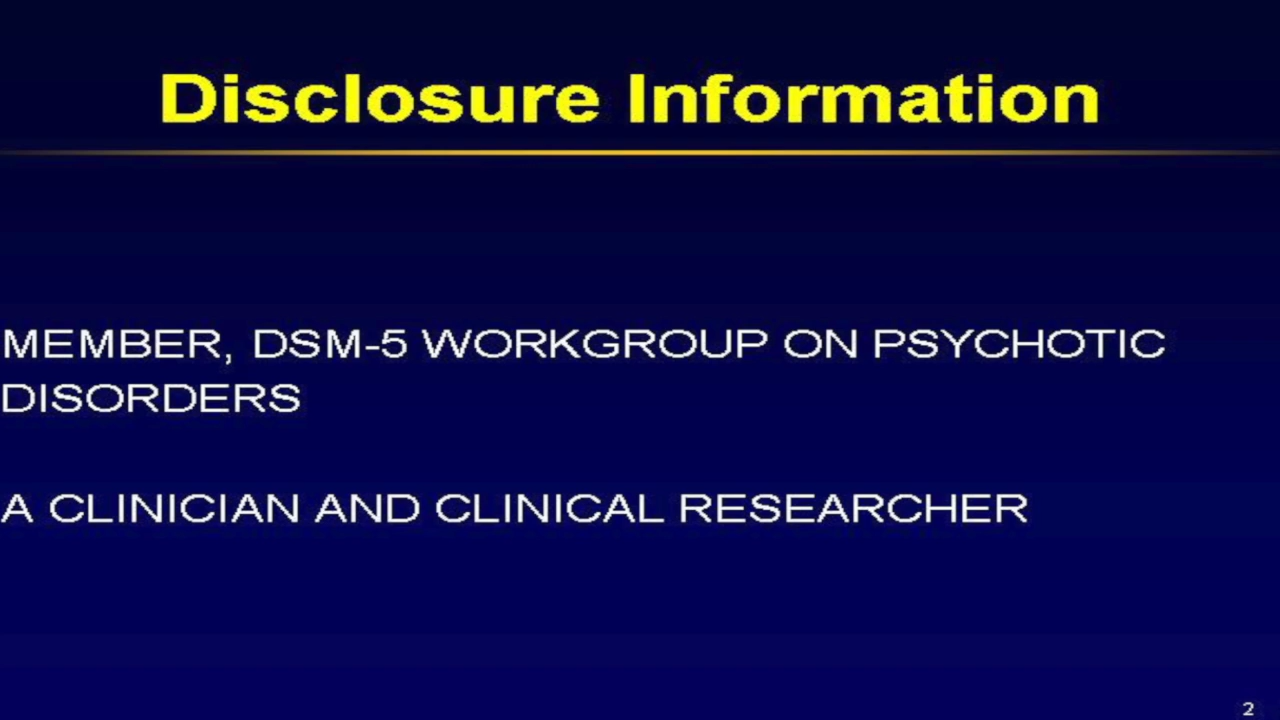 Disclosure Information
MEMBER, DSM-5 WORKGROUP ON PSYCHOTIC
DISORDERS
A CLINICIAN AND CLINICAL RESEARCHER
2